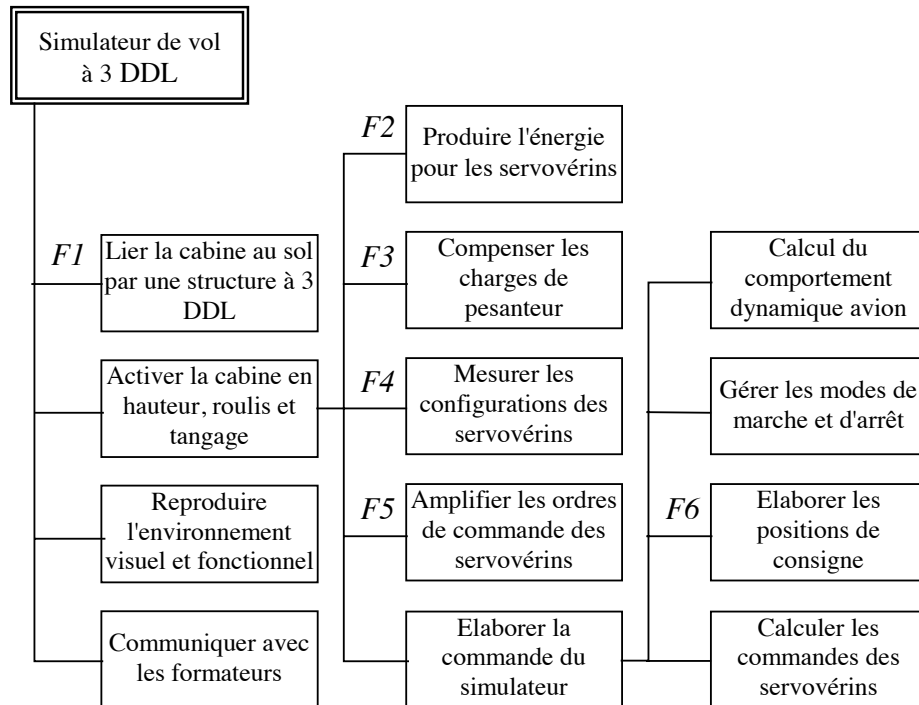 Simulateur de vol
à 3 DDL
F1
Lier la cabine au sol
par une structure à 3
DDL
Activer la cabine en
hauteur, roulis et
tangage
Reproduire
l'environnement
visuel et fonctionnel
Communiquer avec
les formateurs
F2
Produire l'énergie
pour les servovérins
F3
Compenser les
charges de
pesanteur
F4
Mesurer les
configurations des
servovérins
F5
Amplifier les ordres
de commande des
servovérins
Elaborer la
commande du
simulateur
Calcul du
comportement
dynamique avion
Gérer les modes de
marche et d'arrêt
F6
Elaborer les
positions de
consigne
Calculer les
commandes des
servovérins